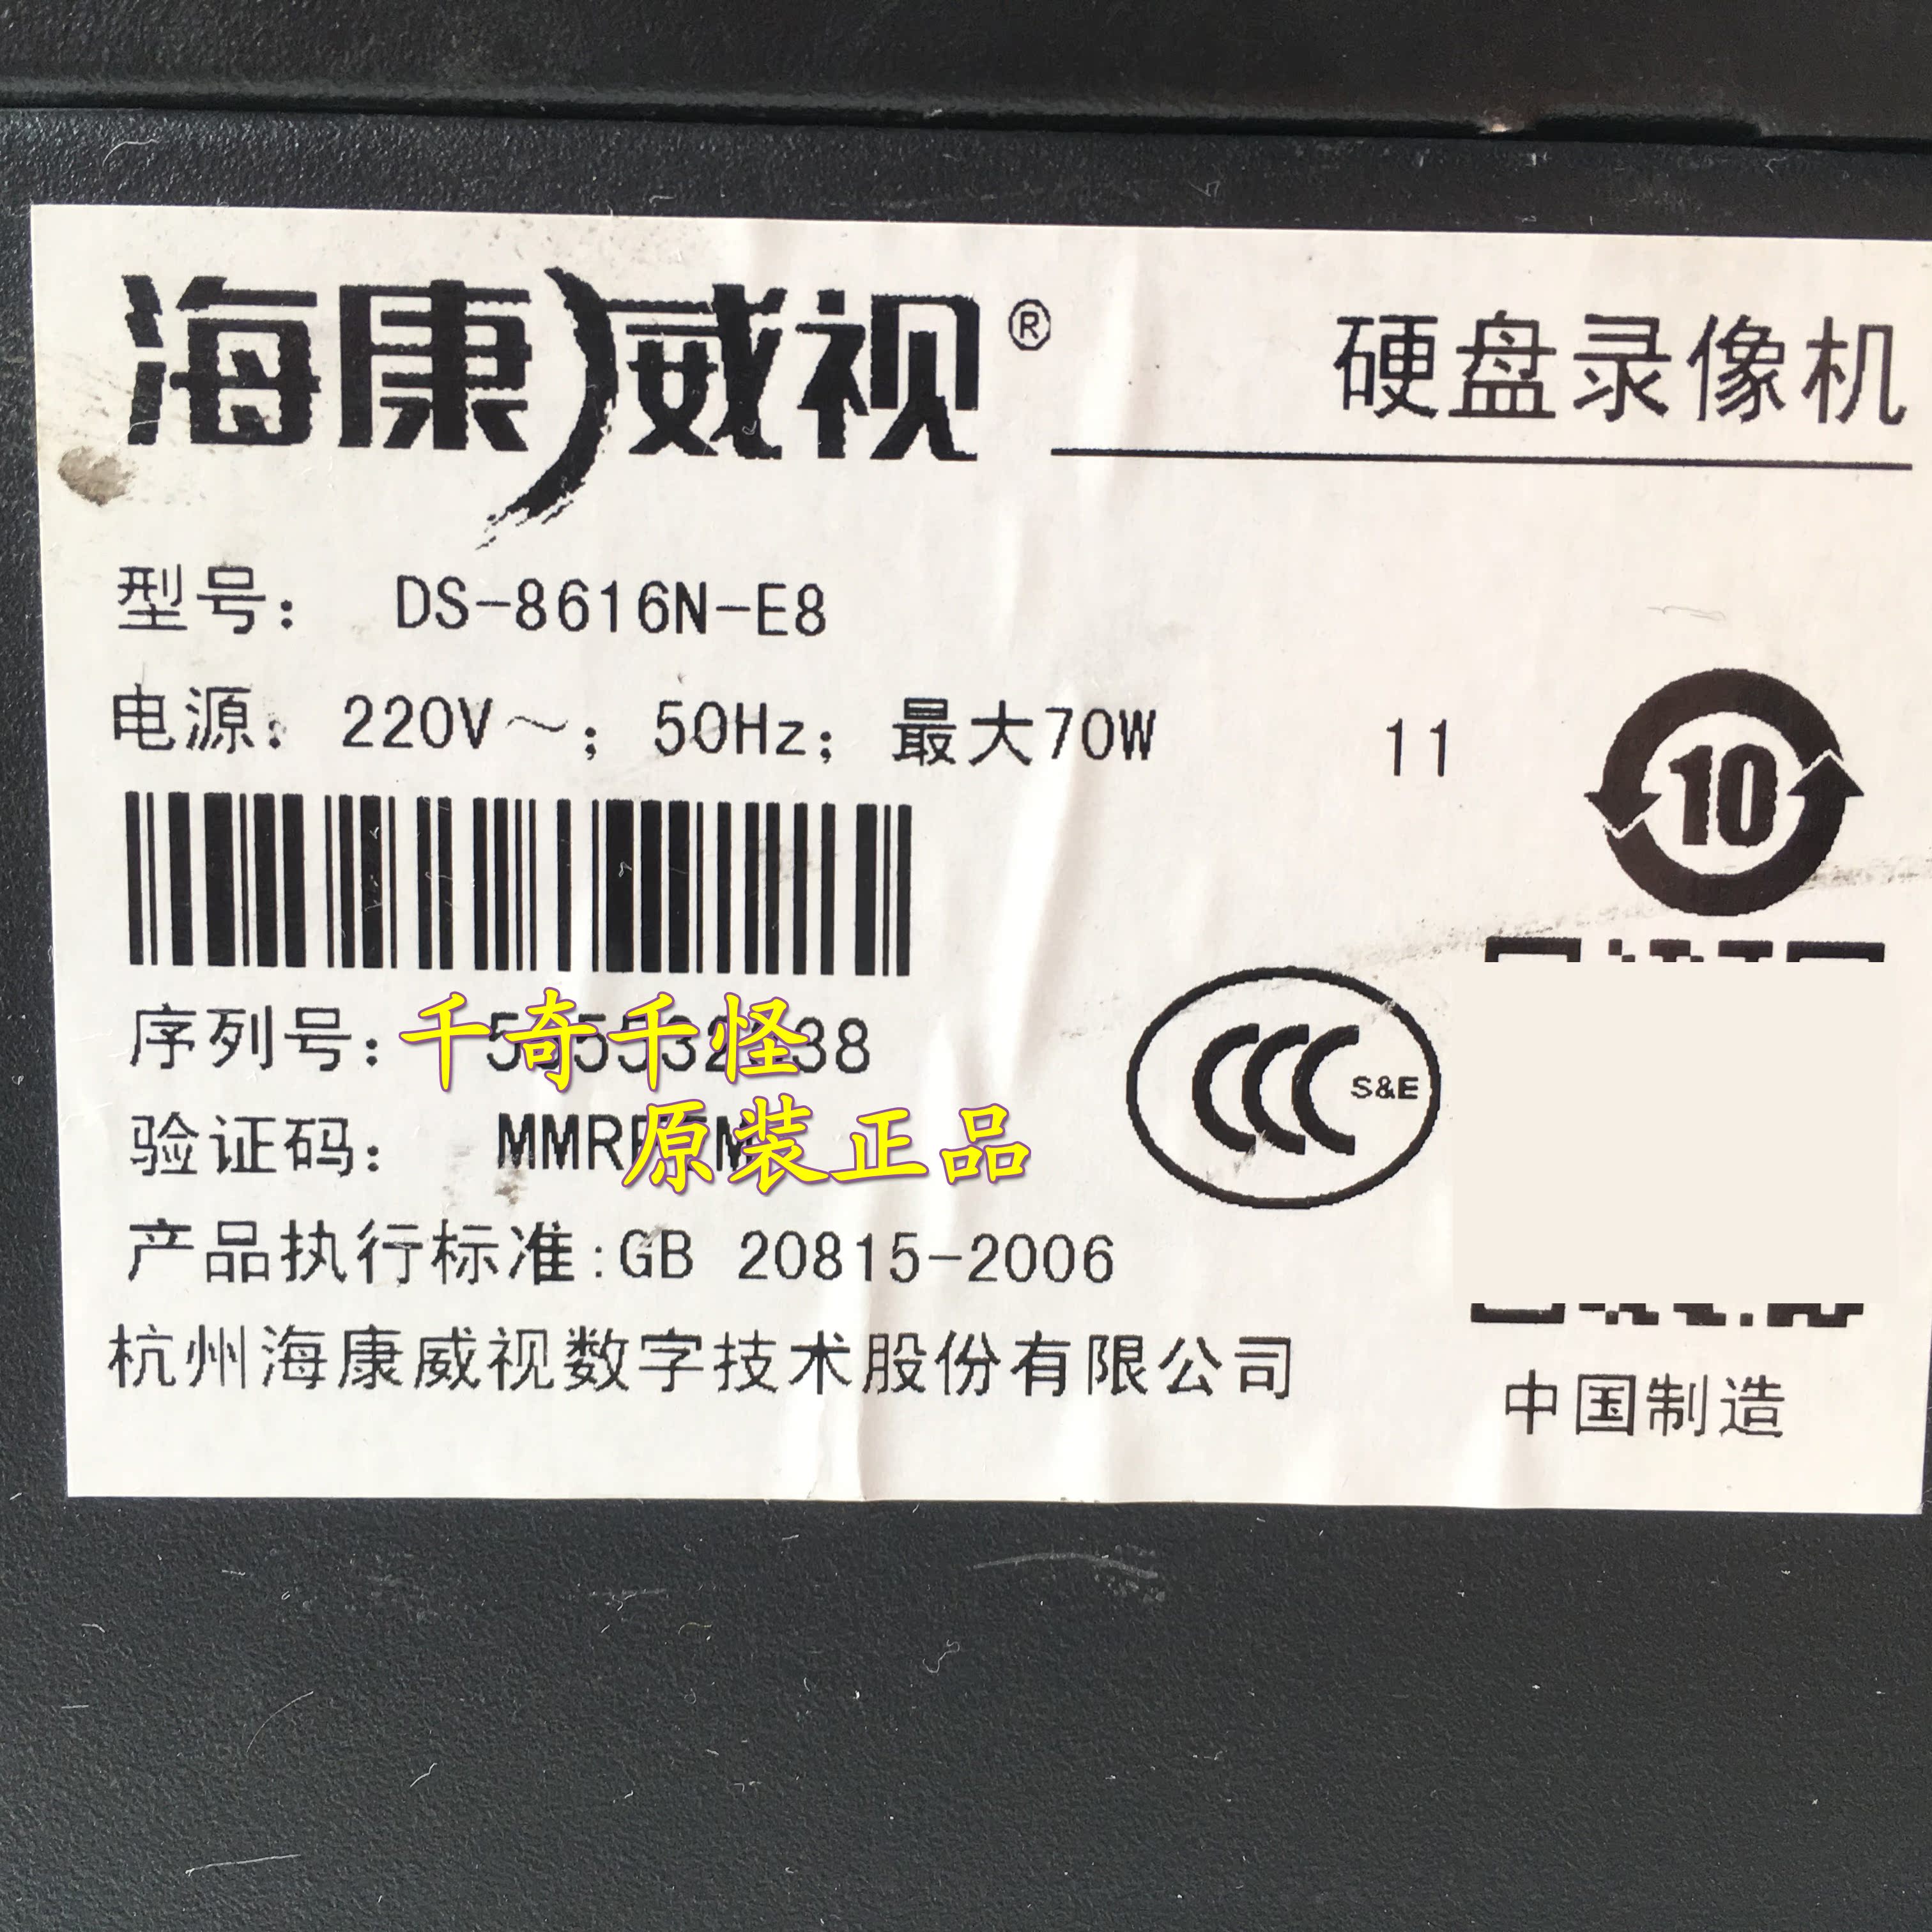 海康威视®
硬盘录像机
型号： DS-8616N-E8
电源：220V～；50Hz；最大70W
11
10
序列号：
千奇千怪
验证码：
原装正品
S&E
产品执行标准:GB 20815-2006
杭州海康威视数字技术股份有限公司
中国制造